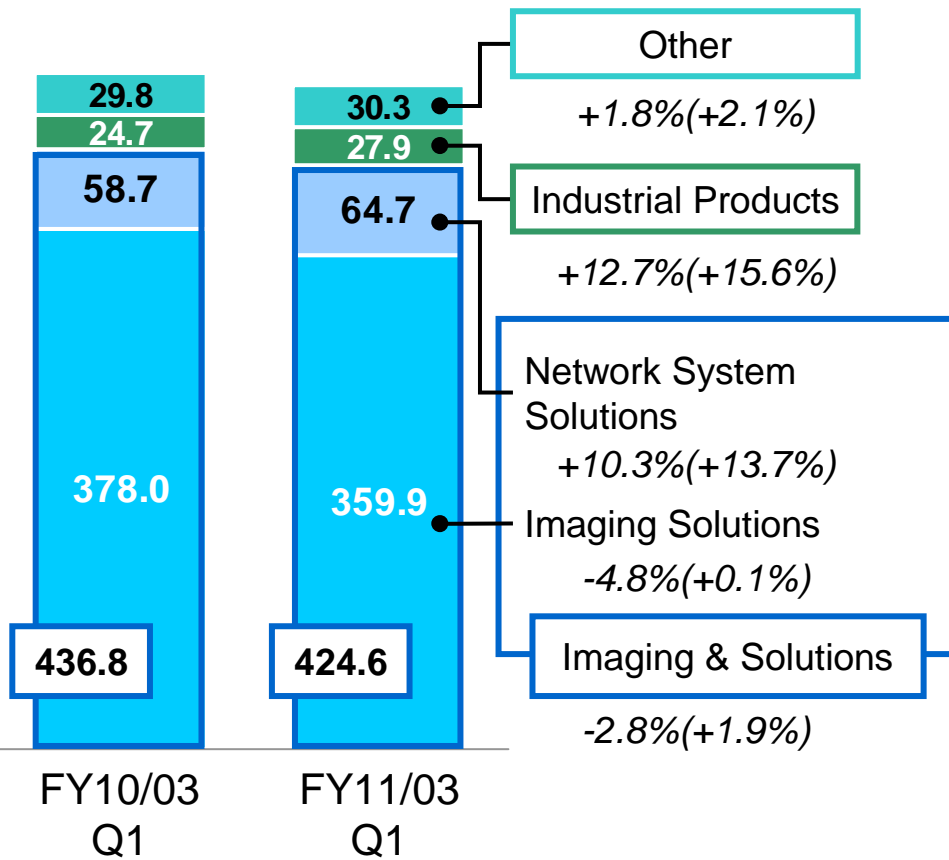 Other
+1.8%(+2.1%)
29.8
30.3
24.7
27.9
Industrial Products
+12.7%(+15.6%)
58.7
64.7
Network System
Solutions
+10.3%(+13.7%)
378.0
359.9
Imaging Solutions
-4.8%(+0.1%)
436.8
424.6
Imaging & Solutions
-2.8%(+1.9%)
FY10/03
Q1
FY11/03
Q1